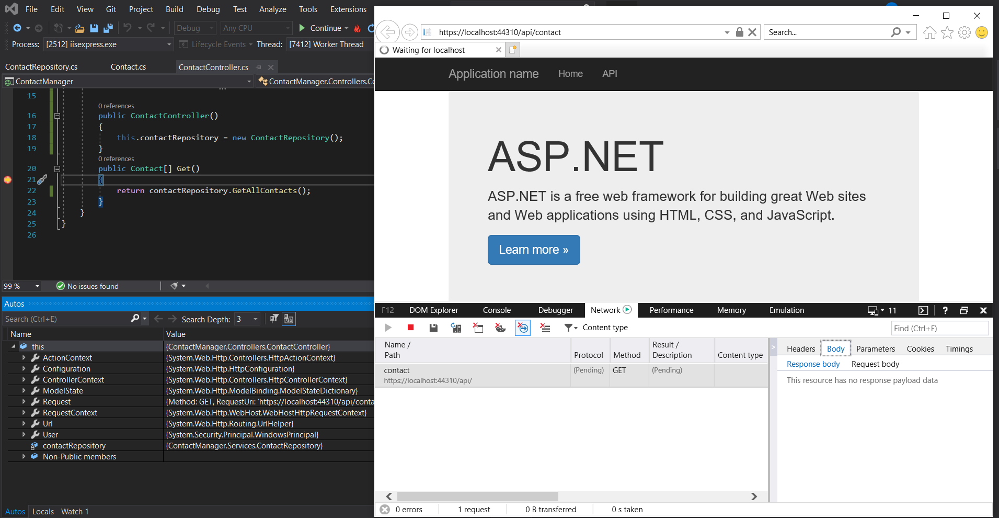 File Edit View Git Project Build Debug Test Analyze Tools Extensions
Debug Any CPU Continue
Process: [2512] iisexpress.exe Lifecycle Events Thread: [7412] Worker Thread
ContactRepository.cs Contact.cs ContactController.cs
ContactManager ContactManager.Controllers.Co
15
0 references
16 public ContactController()
17 {
18 this.contactRepository = new ContactRepository();
19 }
0 references
20 public Contact[] Get()
21 {
22 return contactRepository.GetAllContacts();
23 }
24 }
25 }
26
99 % No issues found
Autos
Search (Ctrl+E) Search Depth: 3
Name Value
this {ContactManager.Controllers.ContactController}
ActionContext {System.Web.Http.Controllers.HttpActionContext}
Configuration {System.Web.Http.HttpConfiguration}
ControllerContext {System.Web.Http.Controllers.HttpControllerContext}
ModelState {System.Web.Http.ModelBinding.ModelStateDictionary}
Request {Method: GET, RequestUri: 'https://localhost:44310/api/conta
RequestContext {System.Web.Http.WebHost.WebHostHttpRequestContext}
Url {System.Web.Http.Routing.UrlHelper}
User {System.Security.Principal.WindowsPrincipal}
contactRepository {ContactManager.Services.ContactRepository}
Non-Public members
Autos Locals Watch 1
https://localhost:44310/api/contact Search...
Waiting for localhost
Application name Home API
ASP.NET
ASP.NET is a free web framework for building great Web sites
and Web applications using HTML, CSS, and JavaScript.
Learn more »
F12 DOM Explorer Console Debugger Network Performance Memory Emulation 11 ?
Content type Find (Ctrl+F)
Name /
Path Protocol Method Result /
Description Content type
contact (Pending) GET (Pending)
https://localhost:44310/api/
Headers Body Parameters Cookies Timings
Response body Request body
This resource has no response payload data
0 errors 1 request 0 B transferred 0 s taken